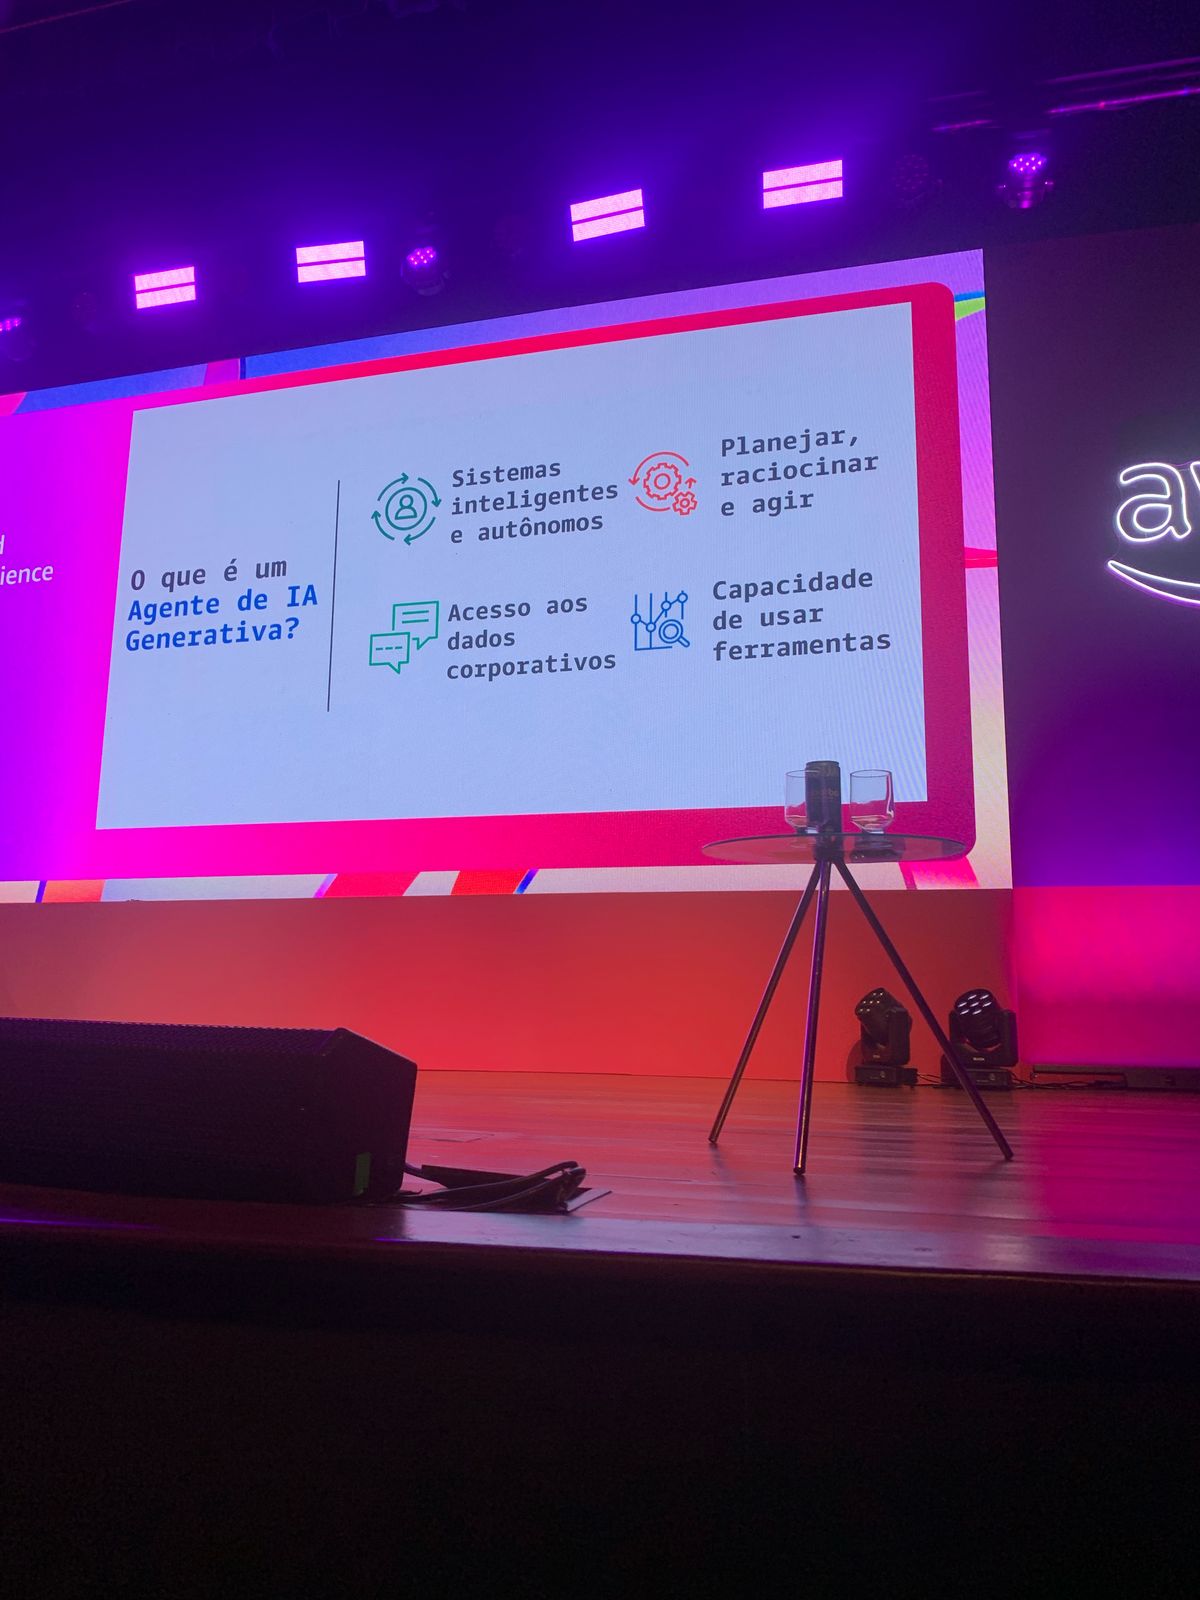 ience
O que é um
Agente de IA
Generativa?
Sistemas
inteligentes
e autônomos
Acesso aos
dados
corporativos
Planejar,
raciocinar
e agir
Capacidade
de usar
ferramentas